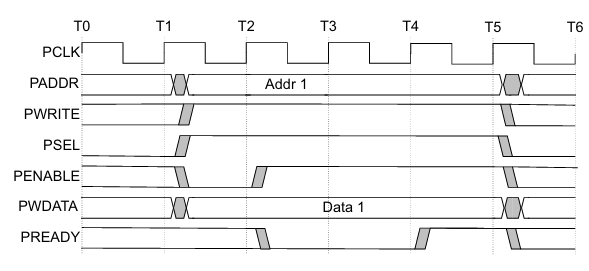 T0 T1 T2 T3 T4 T5 T6
PCLK
PADDR Addr 1
PWRITE
PSEL
PENABLE
PWDATA Data 1
PREADY